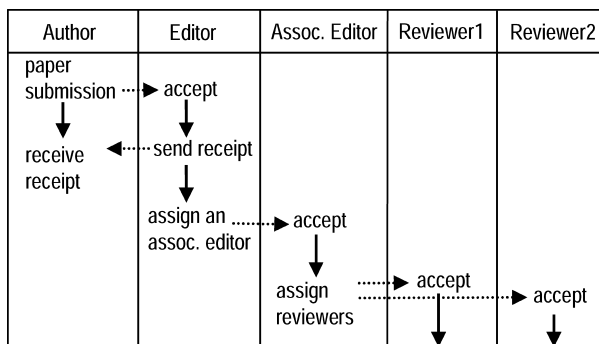 Author Editor Assoc. Editor Reviewer1 Reviewer2
paper
submission accept
receive
receipt
send receipt
assign an
assoc. editor
accept
assign
reviewers
accept
accept